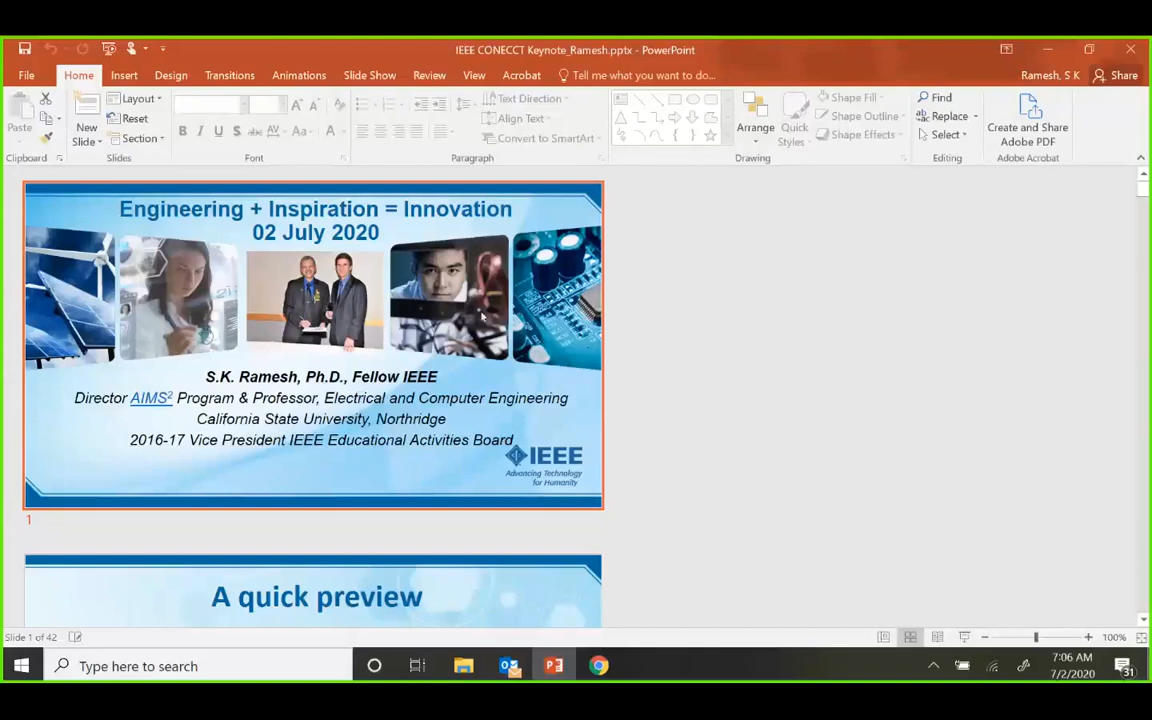 IEEE CONECCT Keynote_Ramesh.pptx - PowerPoint
File Home Insert Design Transitions Animations Slide Show Review View Acrobat Tell me what you want to do... Ramesh, S K Share
Paste
Clipboard
New Slide
Layout
Reset
Section
Slides
B I U S abc AV Aa A
Font
Text Direction
Align Text
Convert to SmartArt
Paragraph
Arrange
Quick Styles
Shape Fill
Shape Outline
Shape Effects
Drawing
Find
Replace
Select
Editing
Create and Share Adobe PDF
Adobe Acrobat
Engineering + Inspiration = Innovation
02 July 2020
S.K. Ramesh, Ph.D., Fellow IEEE
Director AIMS² Program & Professor, Electrical and Computer Engineering
California State University, Northridge
2016-17 Vice President IEEE Educational Activities Board
IEEE
Advancing Technology
for Humanity
1
A quick preview
Slide 1 of 42 100%
Type here to search
7:06 AM
7/2/2020
31